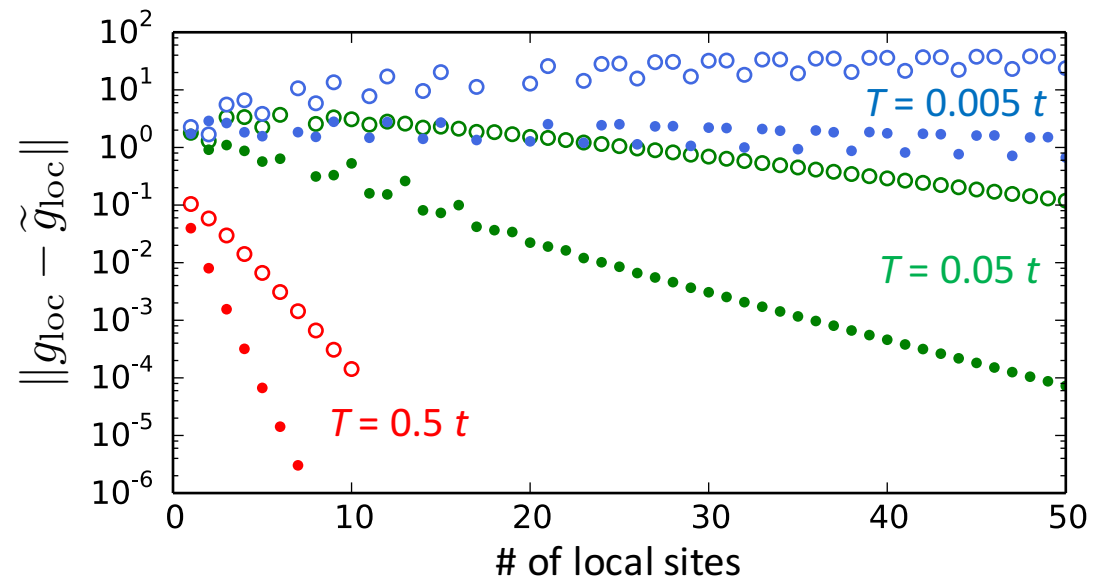 10^2
10^1
10^0
10^-1
10^-2
10^-3
10^-4
10^-5
10^-6
‖g_loc − g̃_loc‖
T = 0.005 t
T = 0.05 t
T = 0.5 t
0 10 20 30 40 50
# of local sites